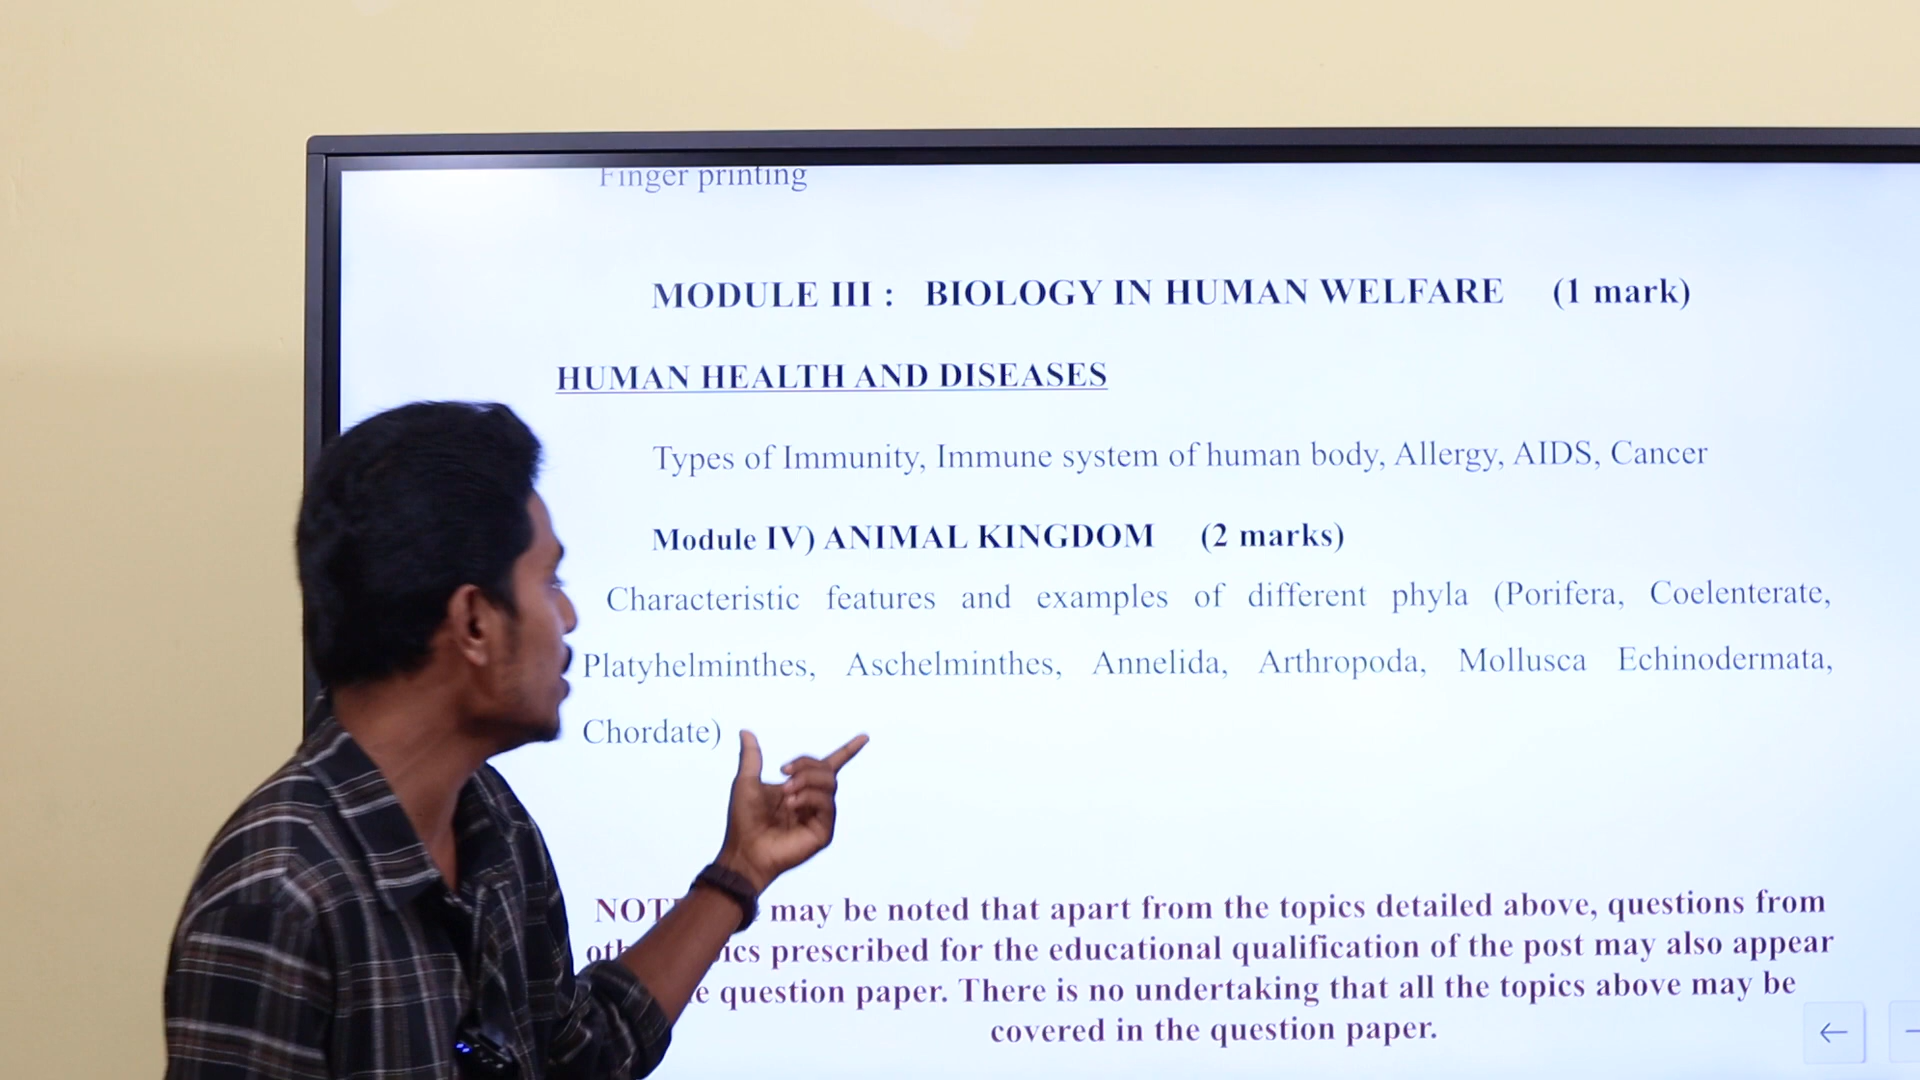 Finger printing
MODULE III : BIOLOGY IN HUMAN WELFARE (1 mark)
HUMAN HEALTH AND DISEASES
Types of Immunity, Immune system of human body, Allergy, AIDS, Cancer
Module IV) ANIMAL KINGDOM (2 marks)
Characteristic features and examples of different phyla (Porifera, Coelenterate,
Platyhelminthes, Aschelminthes, Annelida, Arthropoda, Mollusca Echinodermata,
Chordate)
may be noted that apart from the topics detailed above, questions from
prescribed for the educational qualification of the post may also appear
question paper. There is no undertaking that all the topics above may be
covered in the question paper.